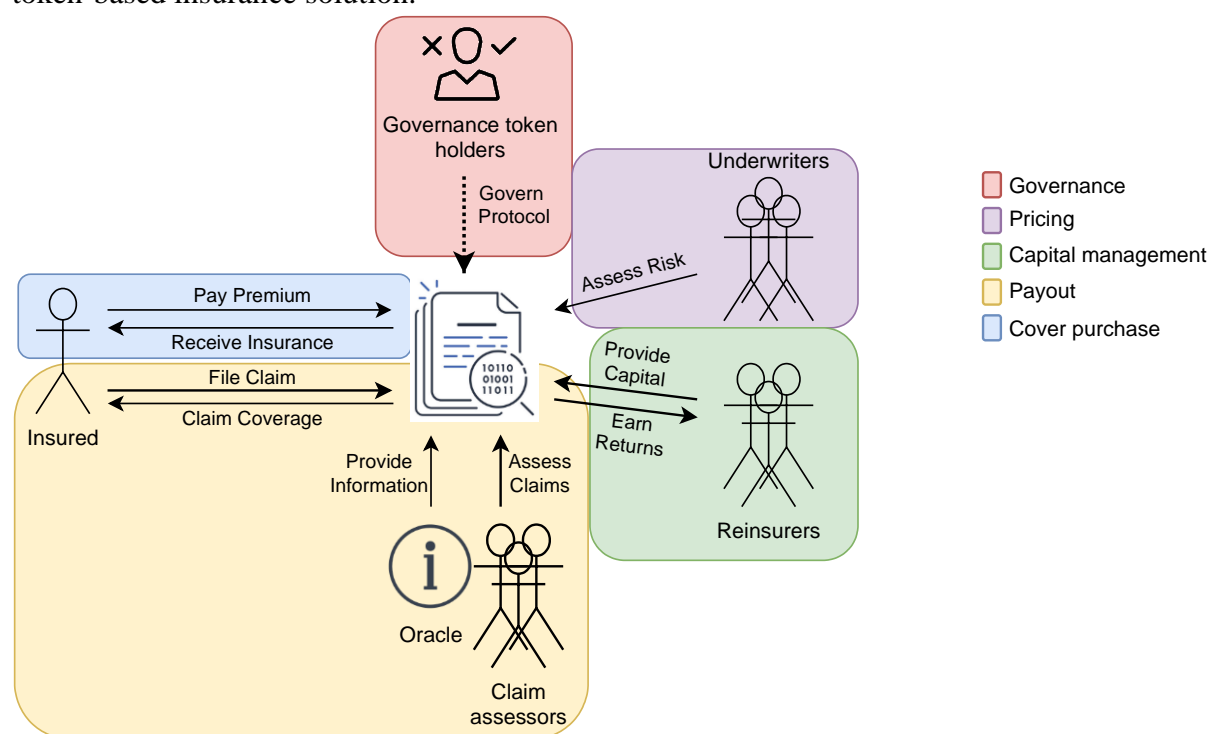 token-based insurance solution.
Governance token
holders
Govern
Protocol
Underwriters
Assess Risk
Governance
Pricing
Capital management
Payout
Cover purchase
Pay Premium
Receive Insurance
File Claim
Claim Coverage
Insured
10110
01001
11011
Provide
Capital
Earn
Returns
Reinsurers
Provide
Information
Assess
Claims
i
Oracle
Claim
assessors